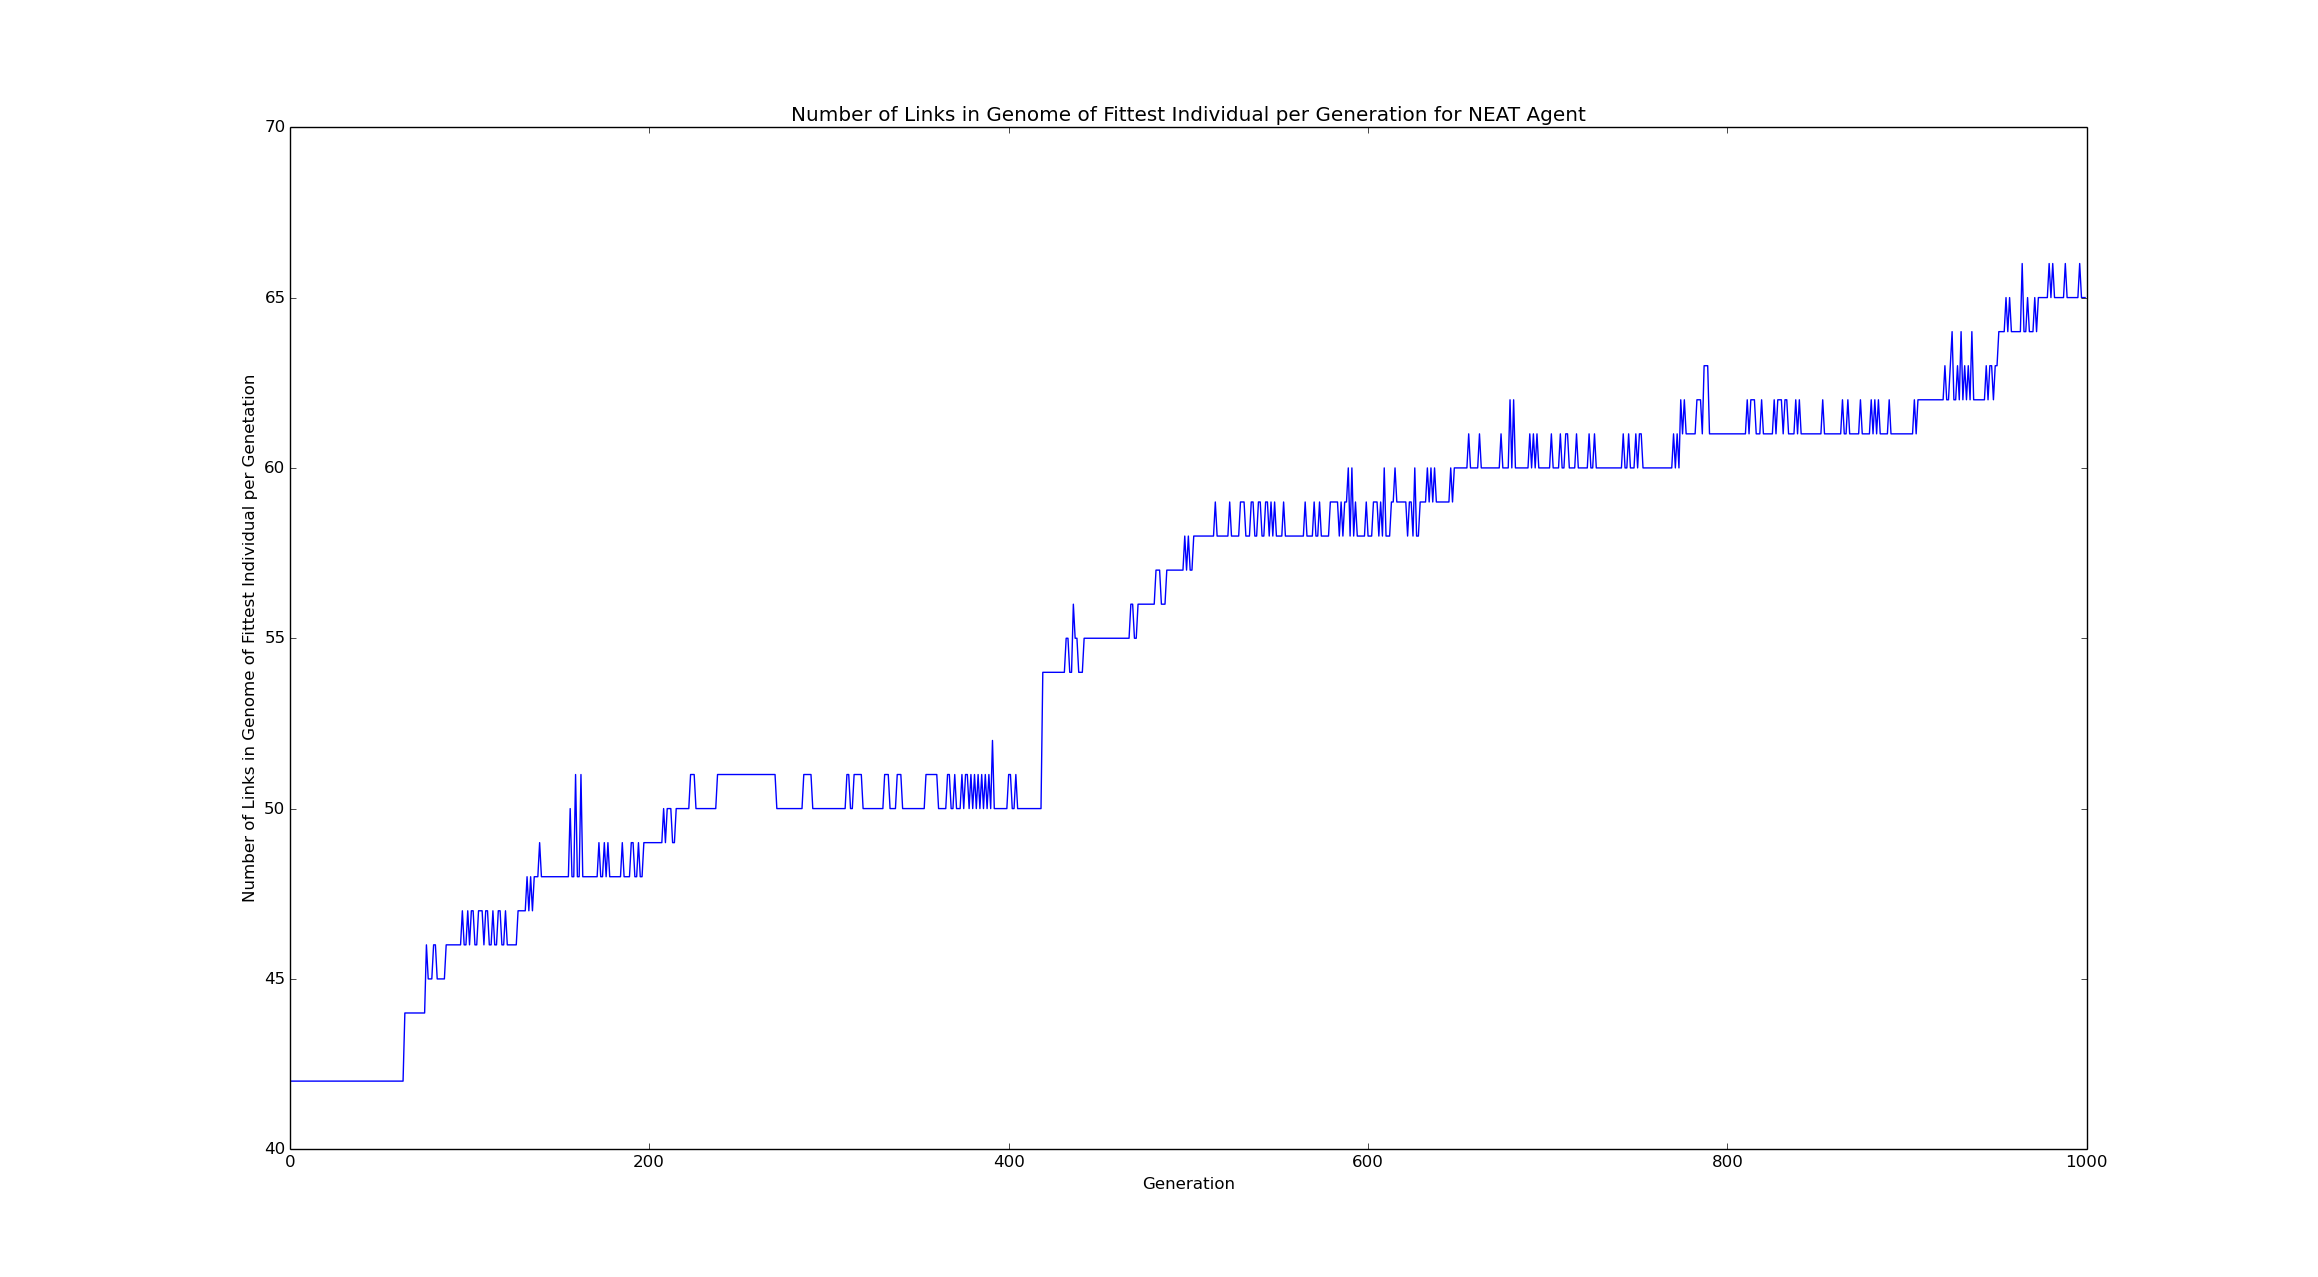 Number of Links in Genome of Fittest Individual per Generation for NEAT Agent
70
65
60
55
50
45
40
Number of Links in Genome of Fittest Individual per Genetation
0 200 400 600 800 1000
Generation